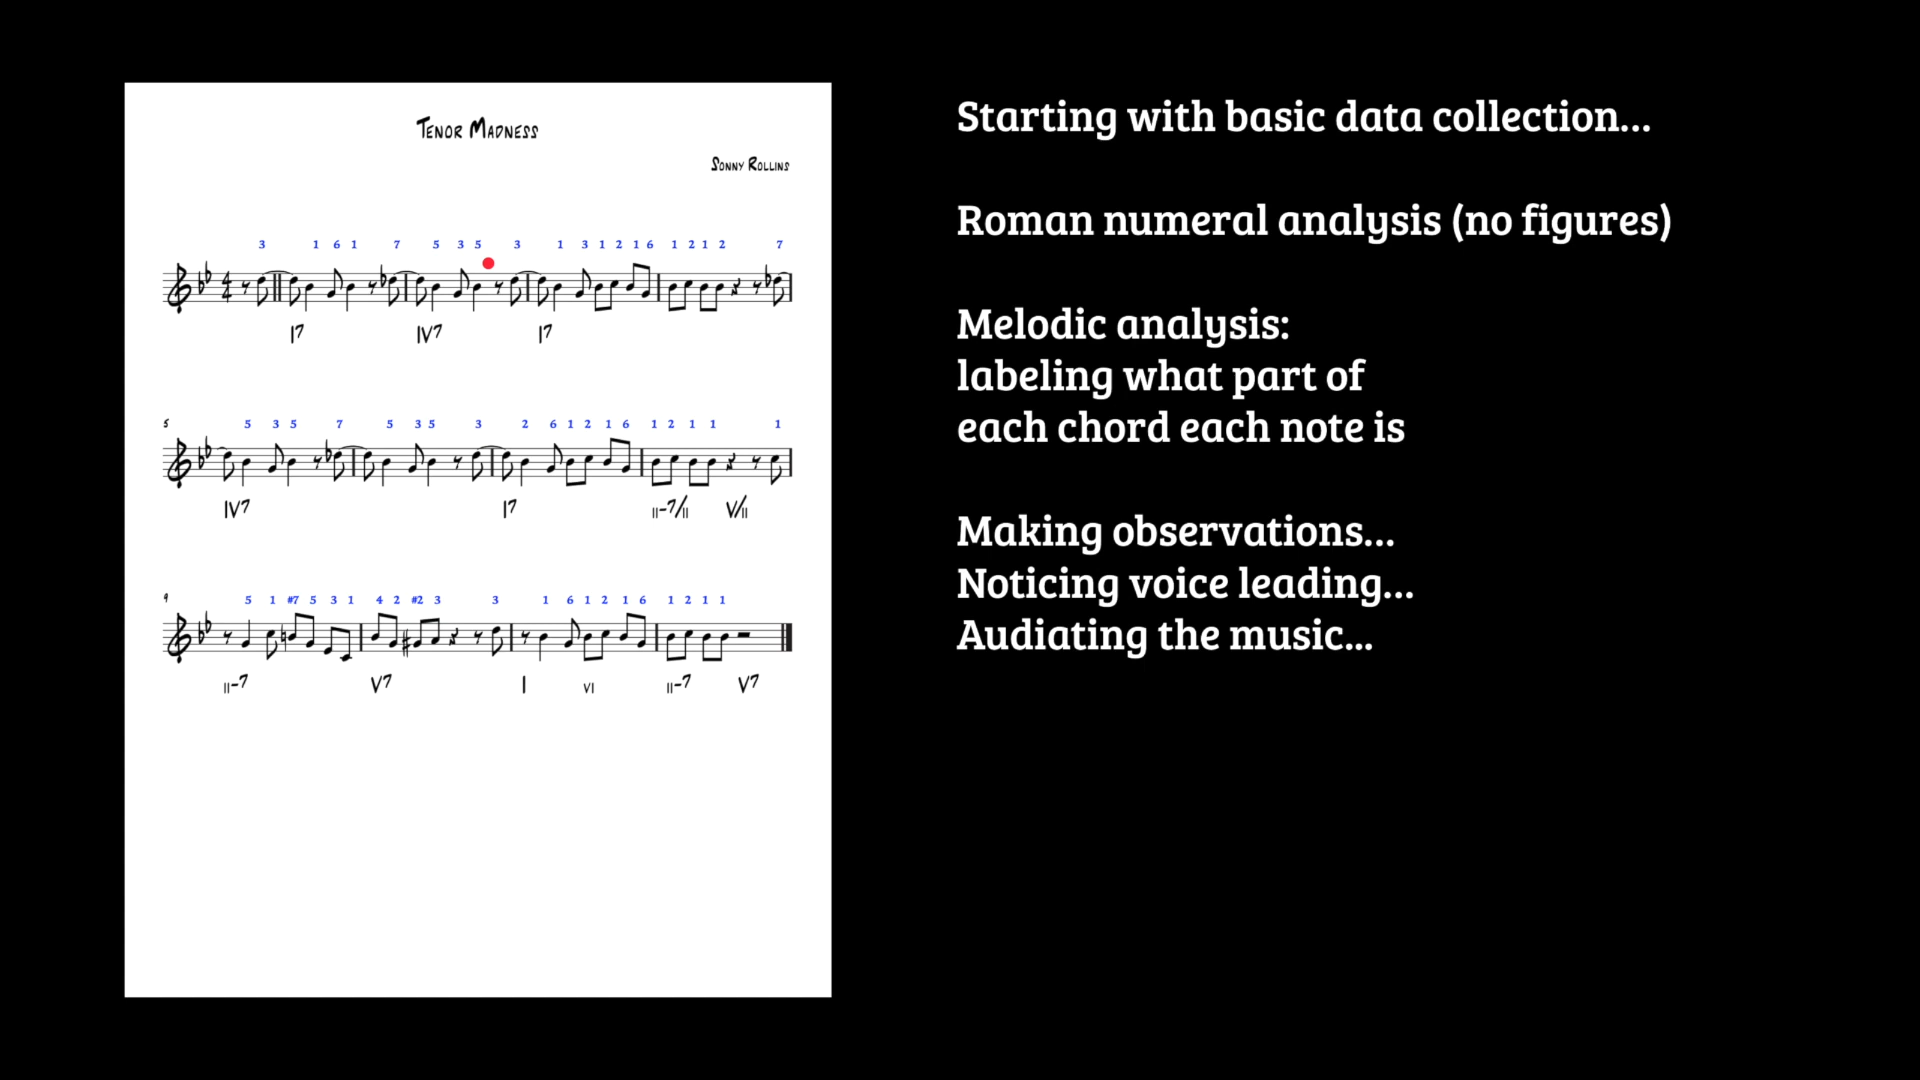 Tenor Madness
Sonny Rollins
3 1 6 1 7 5 3 5 3 1 3 1 2 1 6 1 2 1 2 7
4
4
I7 IV7 I7
5 5 3 5 7 5 3 5 3 2 6 1 2 1 6 1 2 1 1 1
IV7 I7 II-7/II V/II
9 5 1 #7 5 3 1 4 2 #2 3 3 1 6 1 2 1 6 1 2 1 1
II-7 V7 I VI II-7 V7
Starting with basic data collection...
Roman numeral analysis (no figures)
Melodic analysis:
labeling what part of
each chord each note is
Making observations...
Noticing voice leading...
Audiating the music...